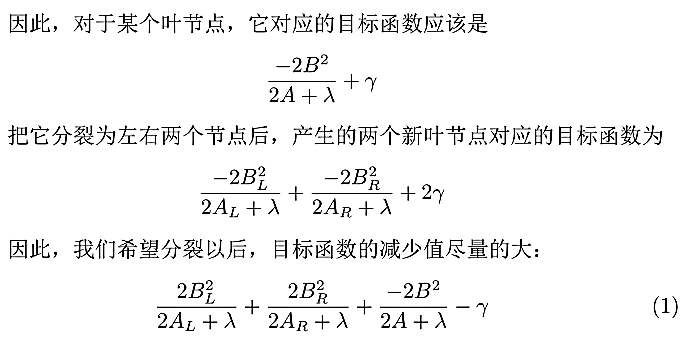 因此，对于某个叶节点，它对应的目标函数应该是
\frac{-2B^2}{2A+\lambda}+\gamma
把它分裂为左右两个节点后，产生的两个新叶节点对应的目标函数为
\frac{-2B_L^2}{2A_L+\lambda}+\frac{-2B_R^2}{2A_R+\lambda}+2\gamma
因此，我们希望分裂以后，目标函数的减少值尽量的大：
\frac{2B_L^2}{2A_L+\lambda}+\frac{2B_R^2}{2A_R+\lambda}+\frac{-2B^2}{2A+\lambda}-\gamma (1)